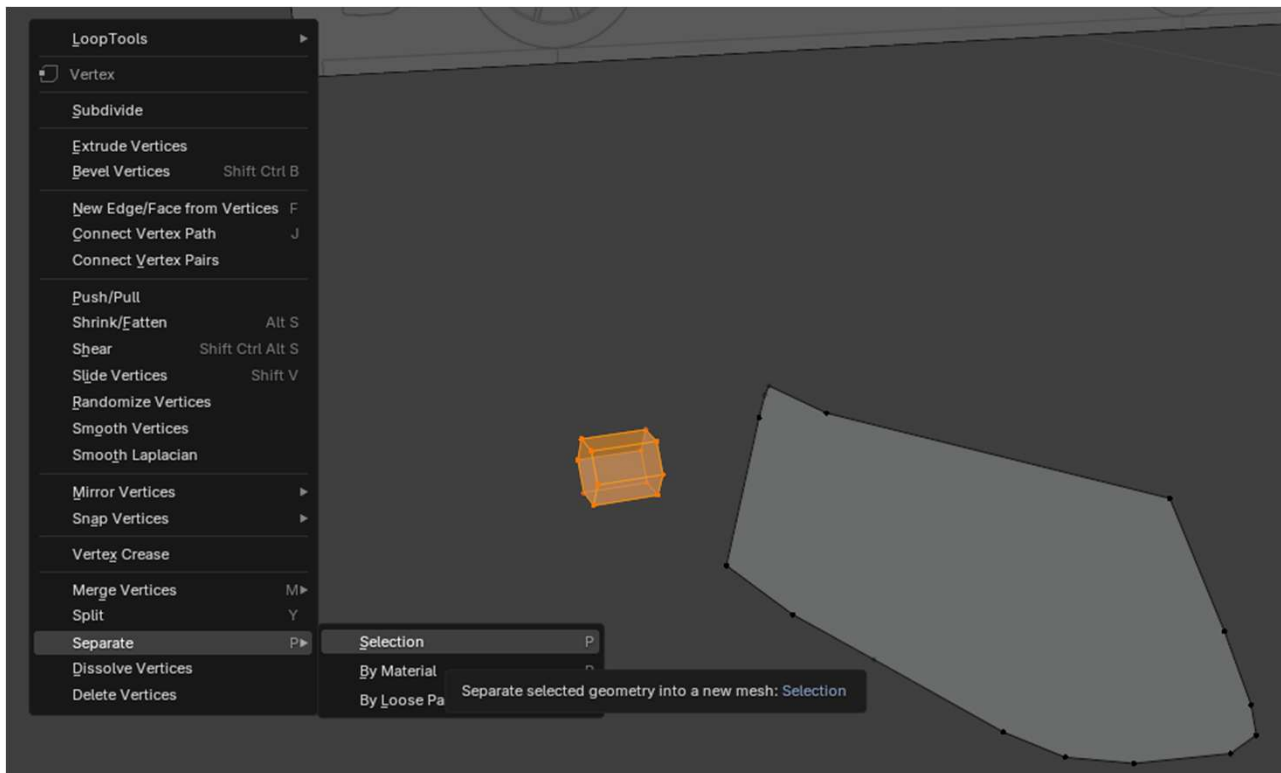 LoopTools
Vertex
Subdivide
Extrude Vertices
Bevel Vertices Shift Ctrl B
New Edge/Face from Vertices F
Connect Vertex Path J
Connect Vertex Pairs
Push/Pull
Shrink/Fatten Alt S
Shear Shift Ctrl Alt S
Slide Vertices Shift V
Randomize Vertices
Smooth Vertices
Smooth Laplacian
Mirror Vertices
Snap Vertices
Vertex Crease
Merge Vertices M
Split Y
Separate P
Dissolve Vertices
Delete Vertices
Selection P
By Material
By Loose Pa
Separate selected geometry into a new mesh: Selection